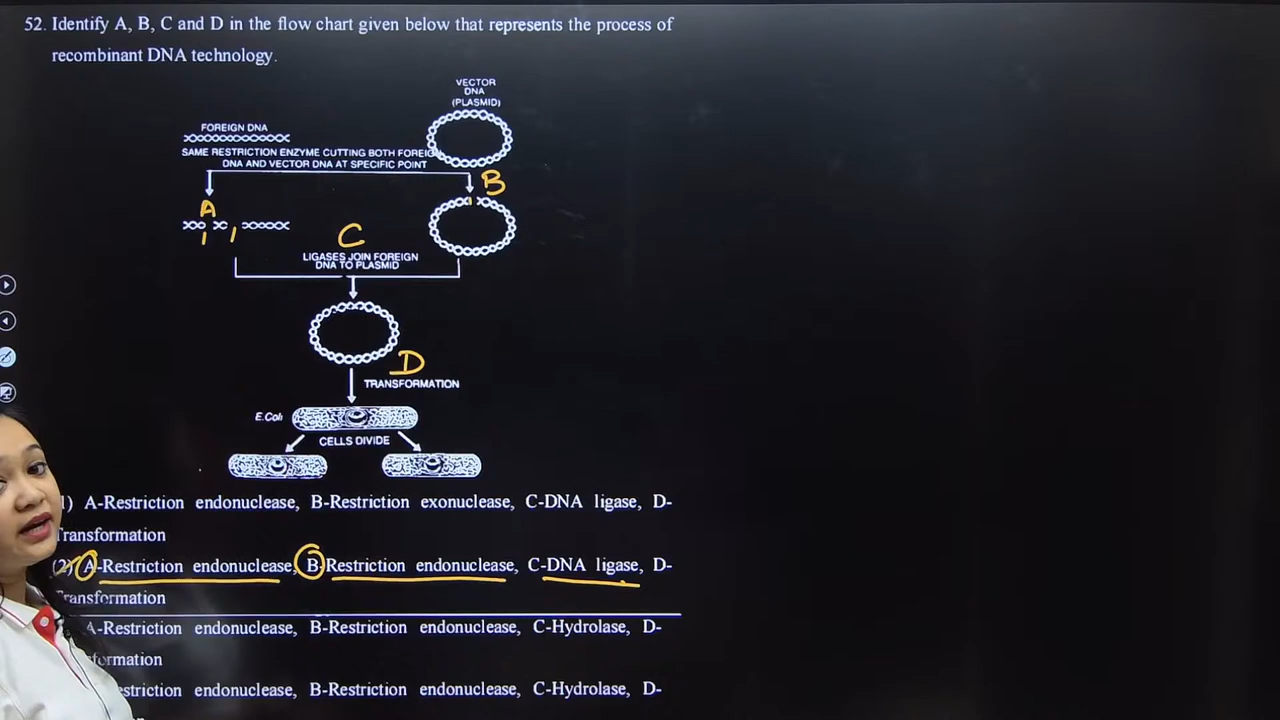 52. Identify A, B, C and D in the flow chart given below that represents the process of
recombinant DNA technology.
VECTOR
DNA
(PLASMID)
FOREIGN DNA
SAME RESTRICTION ENZYME CUTTING BOTH FOREIG
DNA AND VECTOR DNA AT SPECIFIC POINT
B
A
C
LIGASES JOIN FOREIGN
DNA TO PLASMID
D
TRANSFORMATION
E.Coli
CELLS DIVIDE
1) A-Restriction endonuclease, B-Restriction exonuclease, C-DNA ligase, D-
Transformation
(2) A-Restriction endonuclease, B-Restriction endonuclease, C-DNA ligase, D-
Transformation
A-Restriction endonuclease, B-Restriction endonuclease, C-Hydrolase, D-
sformation
estriction endonuclease, B-Restriction endonuclease, C-Hydrolase, D-